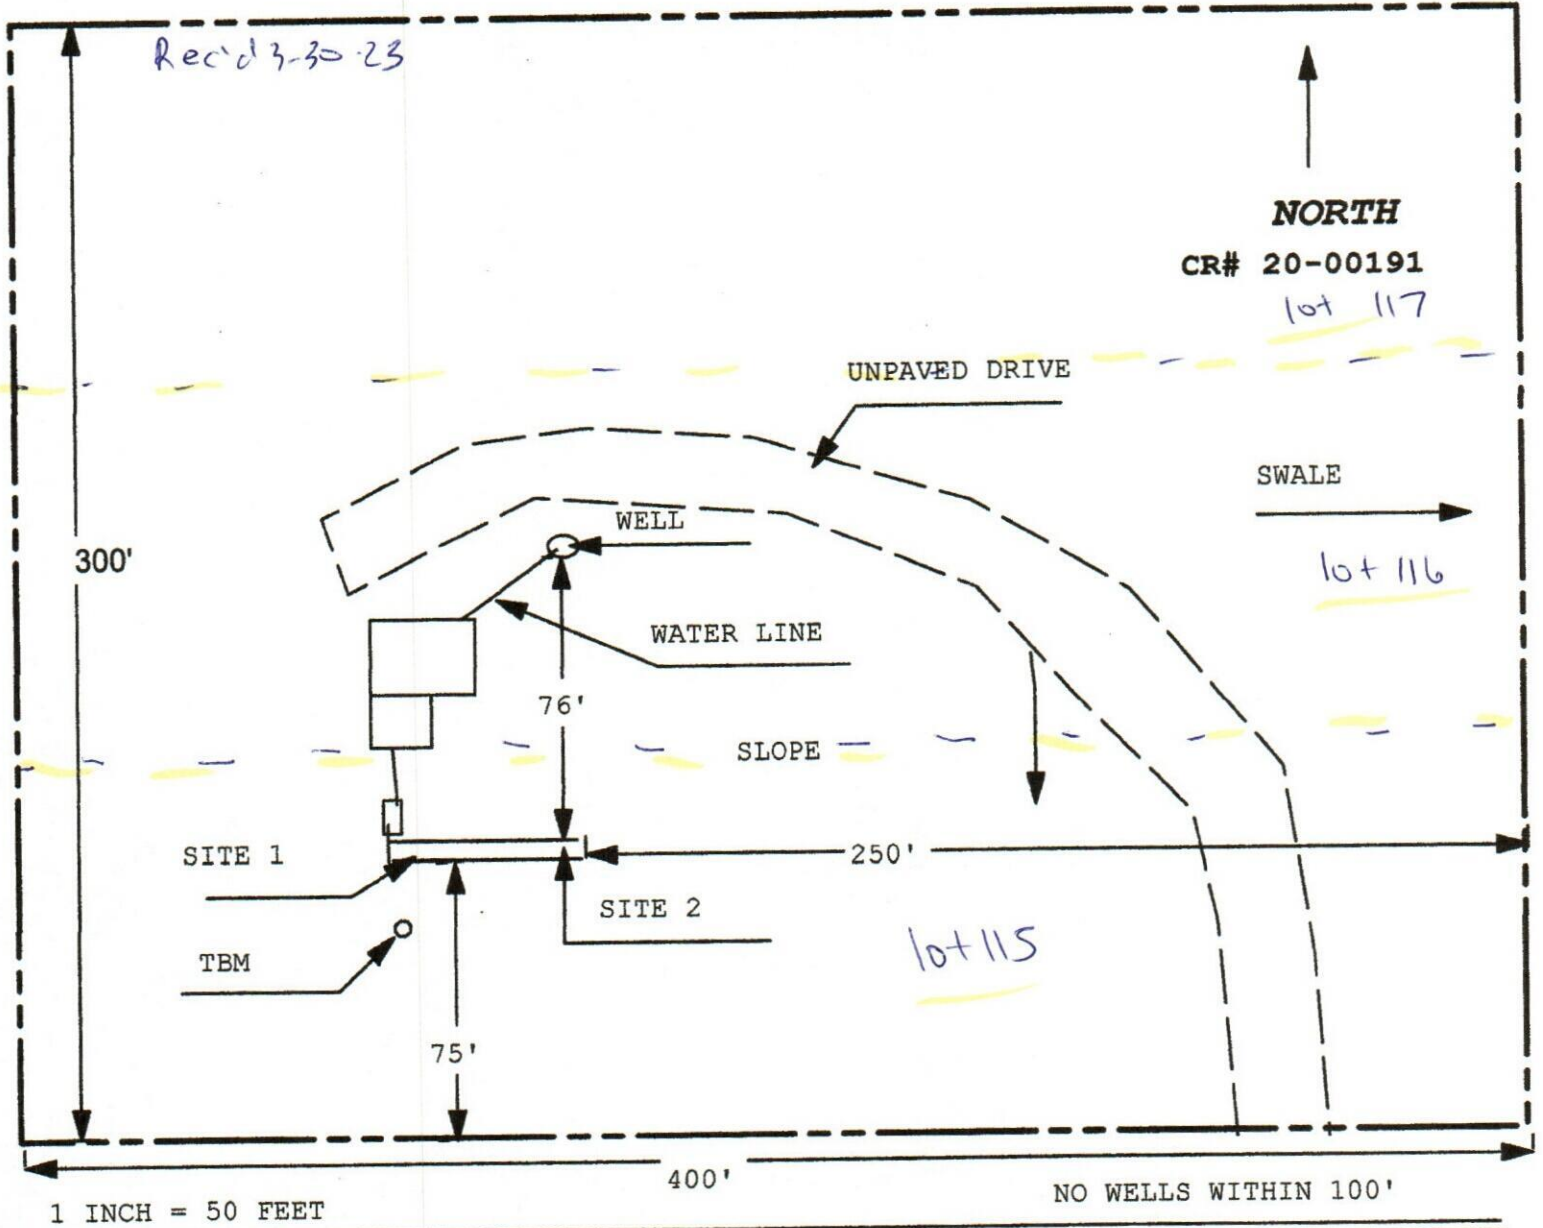 Rec'd 3-30-23
NORTH
CR# 20-00191
lot 117
UNPAVED DRIVE
SWALE
WELL
300'
lot 116
WATER LINE
76'
SLOPE
SITE 1
250'
SITE 2
lot 115
TBM
75'
400'
NO WELLS WITHIN 100'
1 INCH = 50 FEET